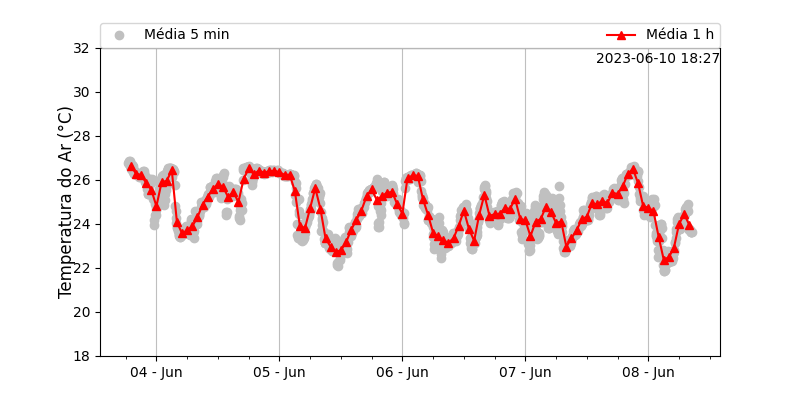 Média 5 min
Média 1 h
2023-06-10 18:27
Temperatura do Ar (°C)
32
30
28
26
24
22
20
18
04 - Jun
05 - Jun
06 - Jun
07 - Jun
08 - Jun